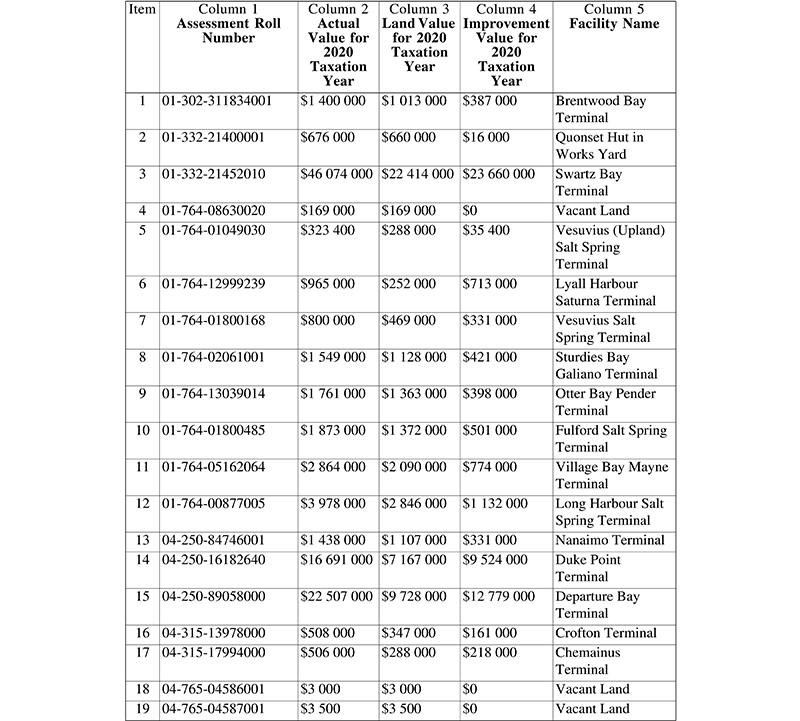 Item Column 1 Column 2 Column 3 Column 4 Column 5
Assessment Roll Actual Land Value Improvement Facility Name
Number Value for for 2020 Value for
2020 Taxation 2020
Taxation Year Taxation
Year Year
1 01-302-311834001 $1 400 000 $1 013 000 $387 000 Brentwood Bay
Terminal
2 01-332-21400001 $676 000 $660 000 $16 000 Quonset Hut in
Works Yard
3 01-332-21452010 $46 074 000 $22 414 000 $23 660 000 Swartz Bay
Terminal
4 01-764-08630020 $169 000 $169 000 $0 Vacant Land
5 01-764-01049030 $323 400 $288 000 $35 400 Vesuvius (Upland)
Salt Spring
Terminal
6 01-764-12999239 $965 000 $252 000 $713 000 Lyall Harbour
Saturna Terminal
7 01-764-01800168 $800 000 $469 000 $331 000 Vesuvius Salt
Spring Terminal
8 01-764-02061001 $1 549 000 $1 128 000 $421 000 Sturdies Bay
Galiano Terminal
9 01-764-13039014 $1 761 000 $1 363 000 $398 000 Otter Bay Pender
Terminal
10 01-764-01800485 $1 873 000 $1 372 000 $501 000 Fulford Salt Spring
Terminal
11 01-764-05162064 $2 864 000 $2 090 000 $774 000 Village Bay Mayne
Terminal
12 01-764-00877005 $3 978 000 $2 846 000 $1 132 000 Long Harbour Salt
Spring Terminal
13 04-250-84746001 $1 438 000 $1 107 000 $331 000 Nanaimo Terminal
14 04-250-16182640 $16 691 000 $7 167 000 $9 524 000 Duke Point
Terminal
15 04-250-89058000 $22 507 000 $9 728 000 $12 779 000 Departure Bay
Terminal
16 04-315-13978000 $508 000 $347 000 $161 000 Crofton Terminal
17 04-315-17994000 $506 000 $288 000 $218 000 Chemainus
Terminal
18 04-765-04586001 $3 000 $3 000 $0 Vacant Land
19 04-765-04587001 $3 500 $3 500 $0 Vacant Land